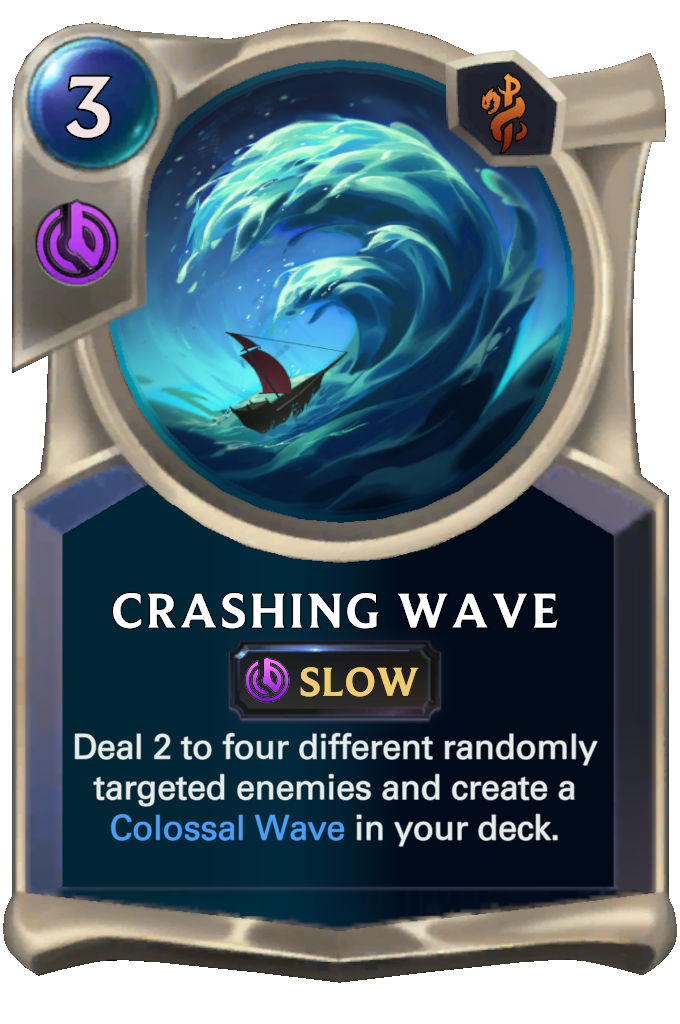 3
CRASHING WAVE
SLOW
Deal 2 to four different randomly
targeted enemies and create a
Colossal Wave in your deck.